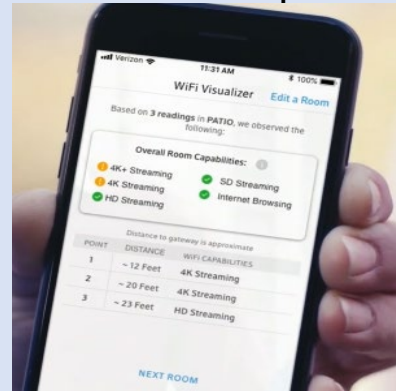 Verizon 11:31 AM 100%
WiFi Visualizer Edit a Room
Based on 3 readings in PATIO, we observed the
following:
Overall Room Capabilities:
4K+ Streaming
4K Streaming
HD Streaming
SD Streaming
Internet Browsing
Distance to gateway is approximate
POINT DISTANCE WIFI CAPABILITIES
1 ~ 12 Feet 4K Streaming
2 ~ 20 Feet 4K Streaming
3 ~ 23 Feet HD Streaming
NEXT ROOM